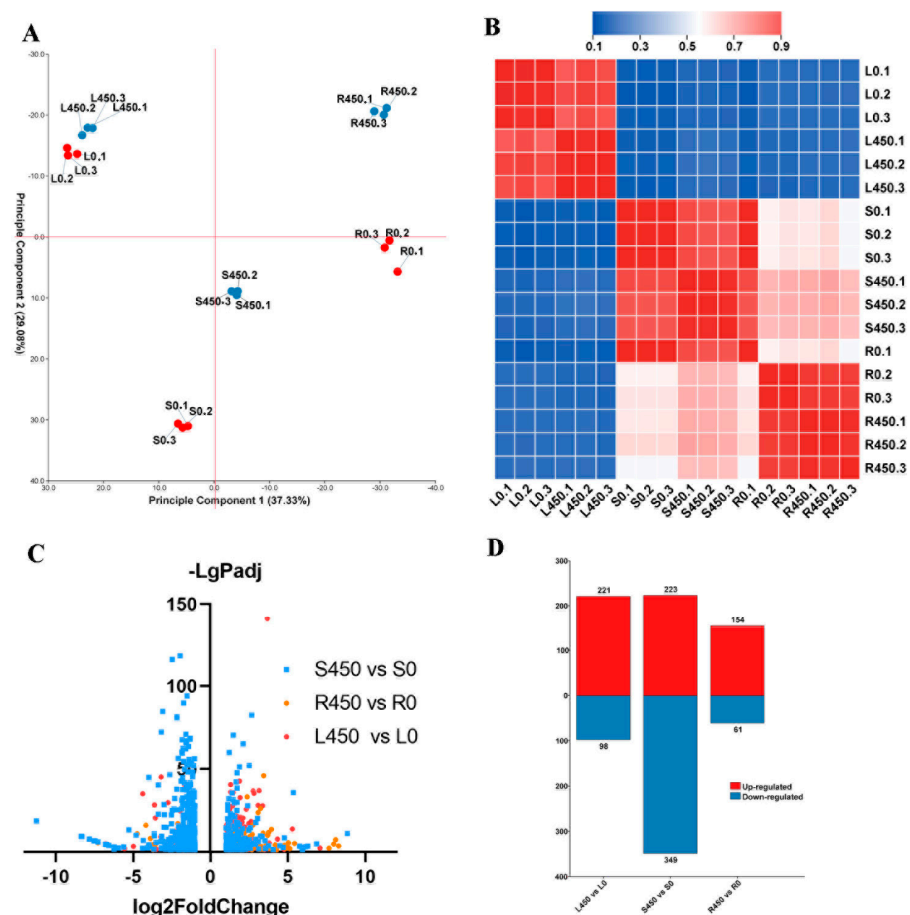 A
-30.0
-20.0
-10.0
0.0
10.0
20.0
30.0
40.0
30.0
20.0
10.0
0.0
-10.0
-20.0
-30.0
-40.0
Principle Component 2 (29.08%)
Principle Component 1 (37.33%)
L450.3
L450.2
L450.1
L0.1
L0.3
L0.2
R450.2
R450.1
R450.3
R0.3
R0.2
R0.1
S450.2
S450.3
S450.1
S0.1
S0.2
S0.3
B
0.1
0.3
0.5
0.7
0.9
L0.1
L0.2
L0.3
L450.1
L450.2
L450.3
S0.1
S0.2
S0.3
S450.1
S450.2
S450.3
R0.1
R0.2
R0.3
R450.1
R450.2
R450.3
L0.1
L0.2
L0.3
L450.1
L450.2
L450.3
S0.1
S0.2
S0.3
S450.1
S450.2
S450.3
R0.1
R0.2
R0.3
R450.1
R450.2
R450.3
C
-LgPadj
150
100
50
S450 vs S0
R450 vs R0
L450 vs L0
-10
-5
0
5
10
log2FoldChange
D
300
200
100
0
100
200
300
400
221
223
154
98
349
61
Up-regulated
Down-regulated
L450 vs L0
S450 vs S0
R450 vs R0